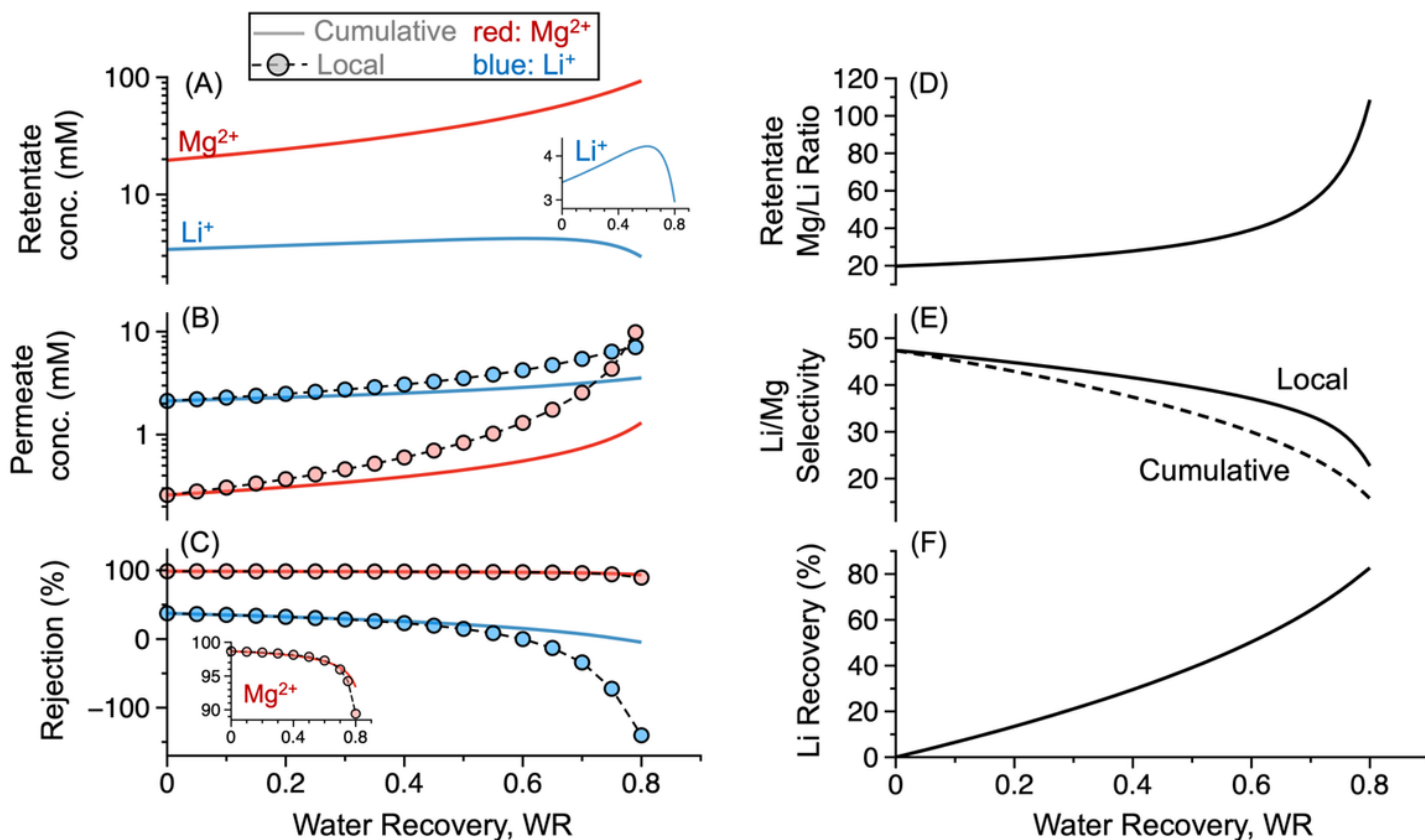 Cumulative red: Mg²⁺
Local blue: Li⁺
(A)
Retentate
conc. (mM)
100
10
Mg²⁺
Li⁺
Li⁺
4
3
0 0.4 0.8
(B)
Permeate
conc. (mM)
10
1
(C)
Rejection (%)
100
0
−100
100
95
90
Mg²⁺
0 0.4 0.8
0 0.2 0.4 0.6 0.8
Water Recovery, WR
(D)
Retentate
Mg/Li Ratio
120
100
80
60
40
20
(E)
Li/Mg
Selectivity
50
40
30
20
Local
Cumulative
(F)
Li Recovery (%)
80
60
40
20
0
0 0.2 0.4 0.6 0.8
Water Recovery, WR